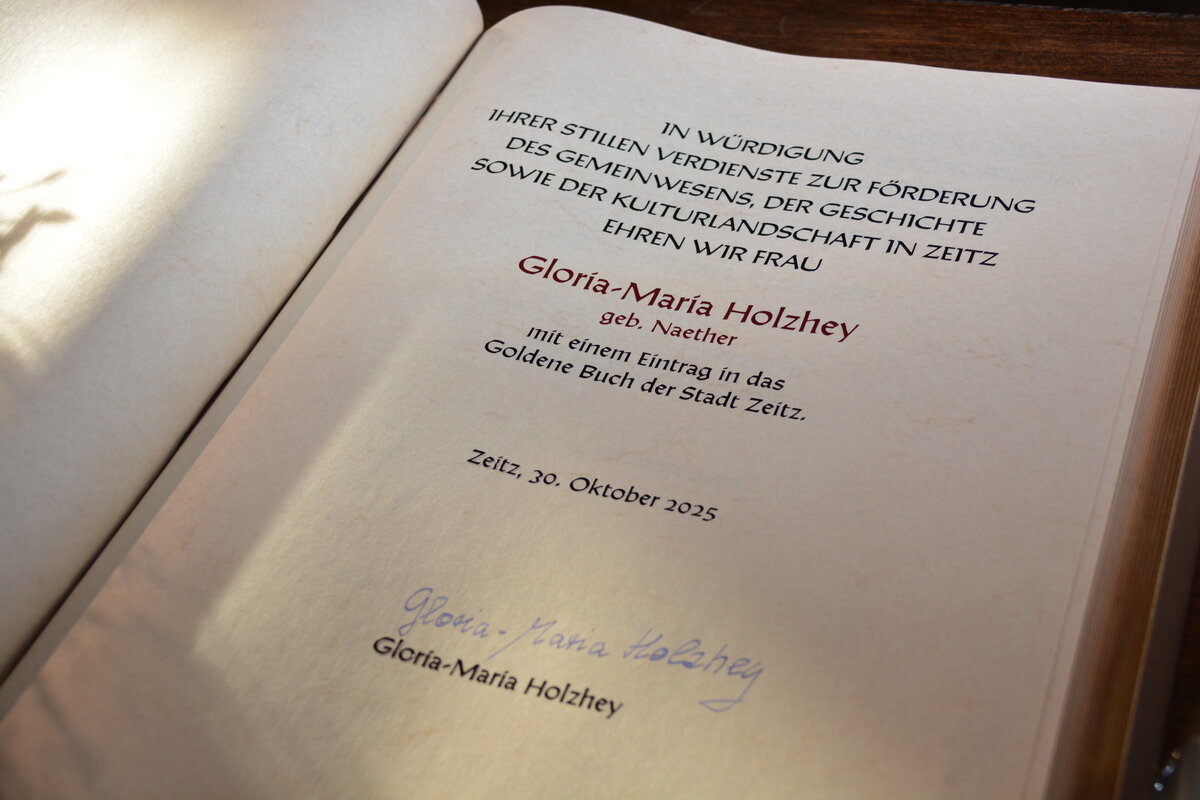 IN WÜRDIGUNG
IHRER STILLEN VERDIENSTE ZUR FÖRDERUNG
DES GEMEINWESENS, DER GESCHICHTE
SOWIE DER KULTURLANDSCHAFT IN ZEITZ
EHREN WIR FRAU
Gloria-Maria Holzhey
geb. Naether
mit einem Eintrag in das
Goldene Buch der Stadt Zeitz.
Zeitz, 30. Oktober 2025
Gloria-Maria Holzhey
Gloria-Maria Holzhey